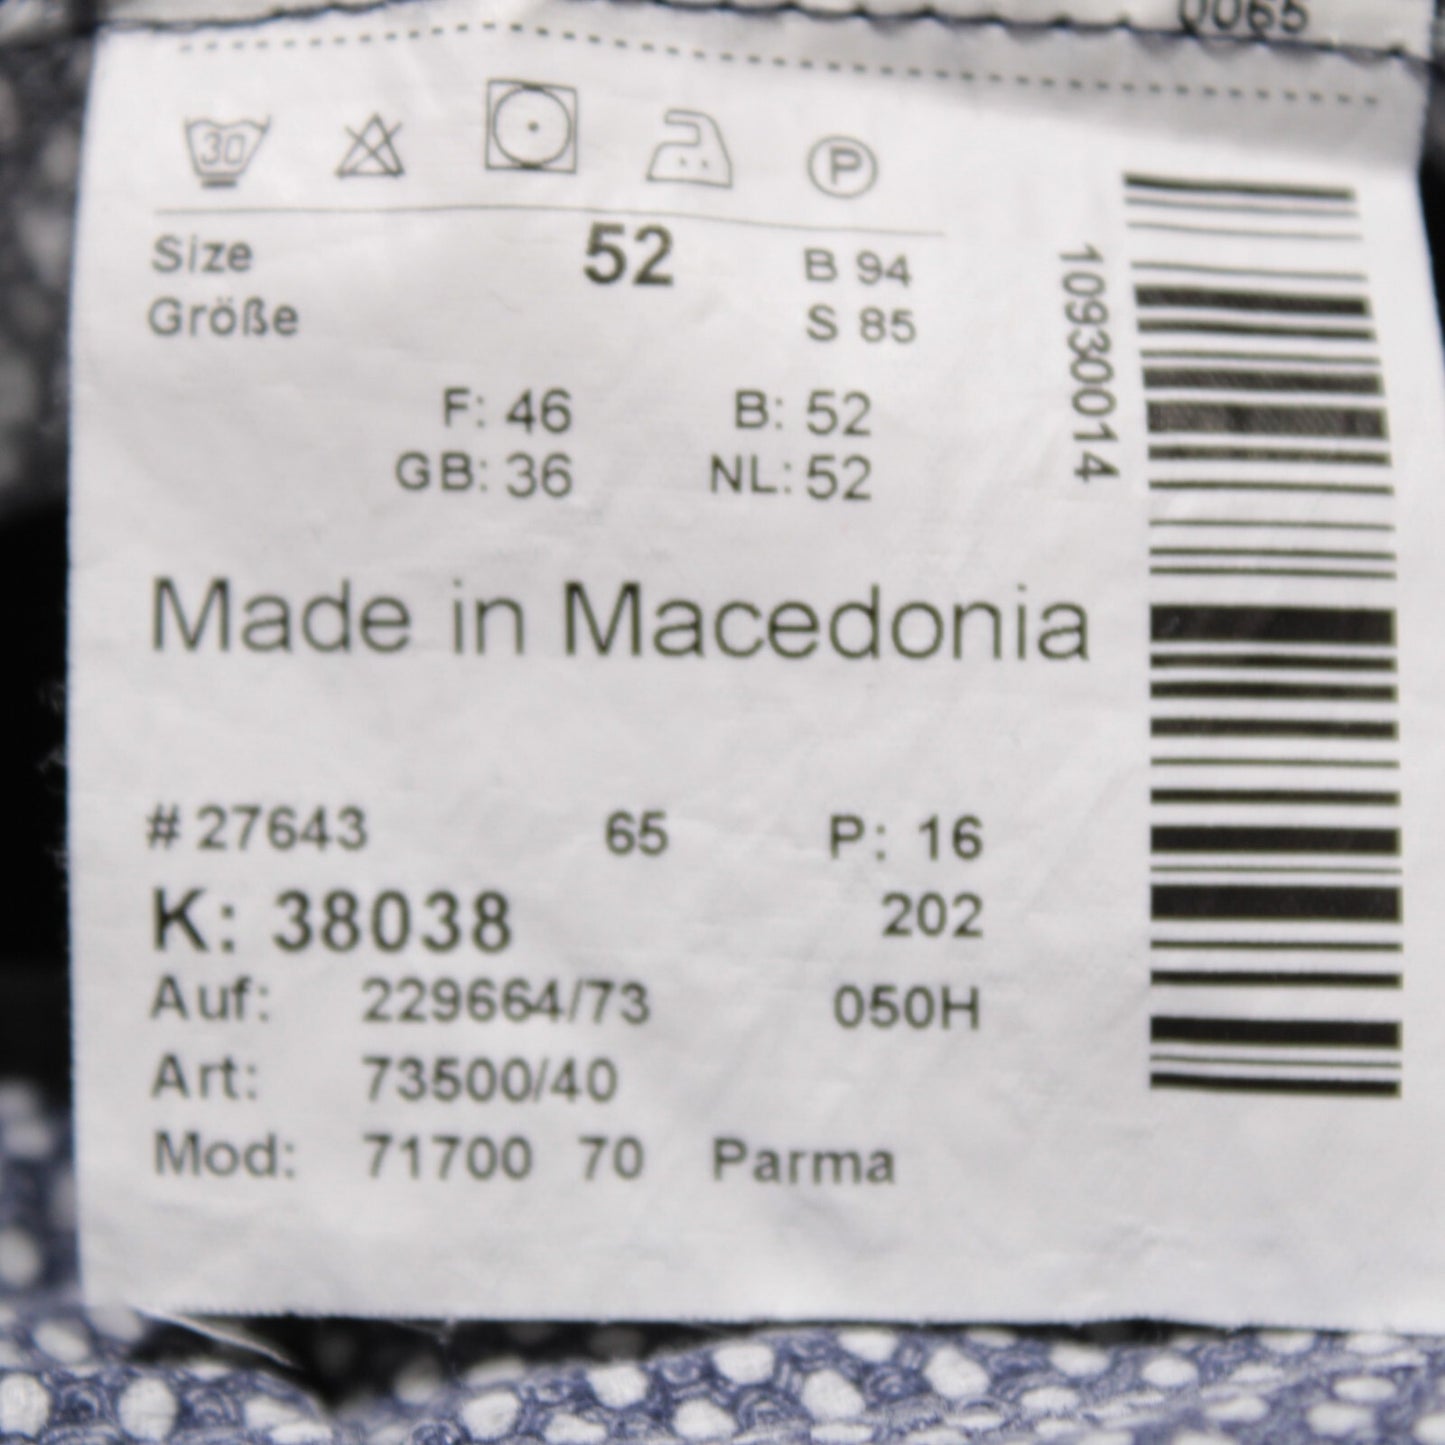 0065
30
P
Size 52 B 94
Größe S 85
F: 46 B: 52
GB: 36 NL: 52
Made in Macedonia
# 27643 65 P: 16
K: 38038 202
Auf: 229664/73 050H
Art: 73500/40
Mod: 71700 70 Parma
10930014